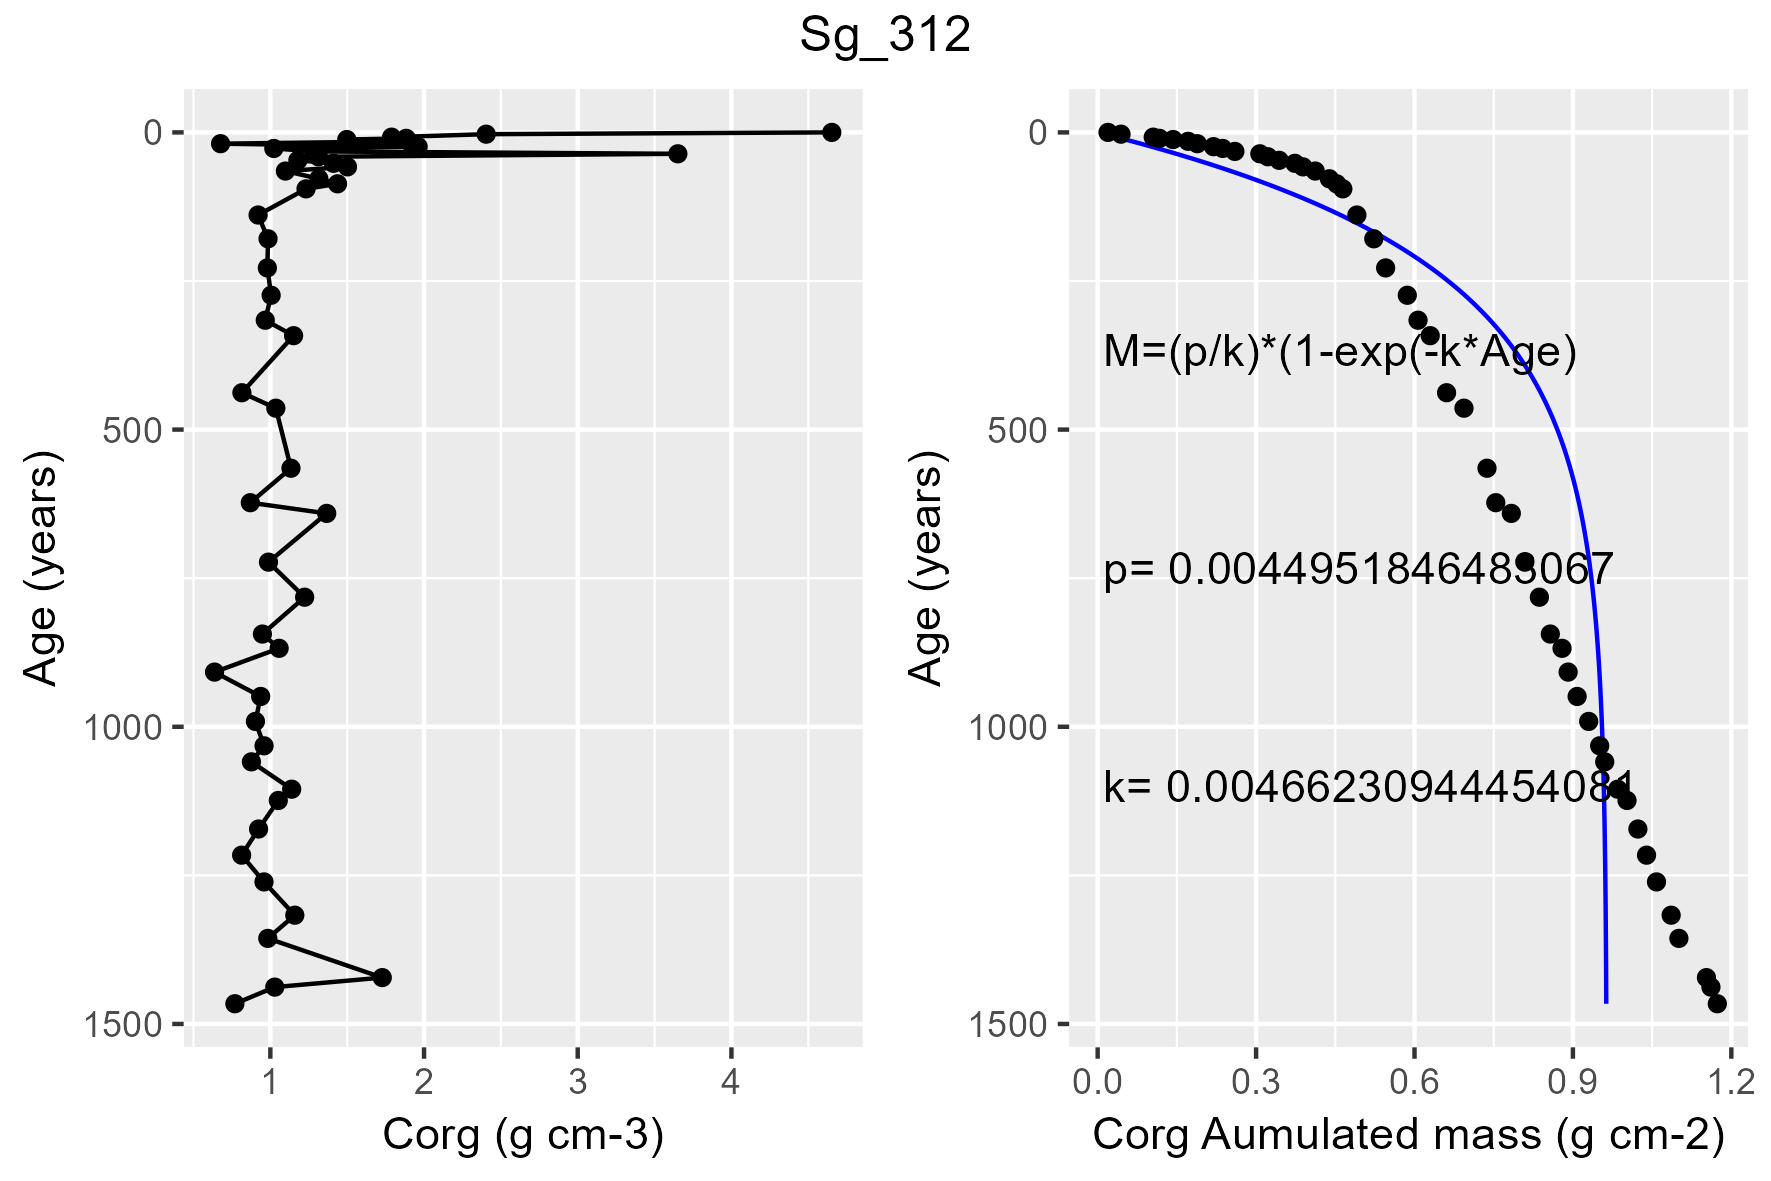 Sg_312
0
500
1000
1500
Age (years)
1
2
3
4
Corg (g cm-3)
0
500
1000
1500
Age (years)
M=(p/k)*(1-exp(-k*Age)
p= 0.0044951846483067
k= 0.00466230944454081
0.0
0.3
0.6
0.9
1.2
Corg Aumulated mass (g cm-2)